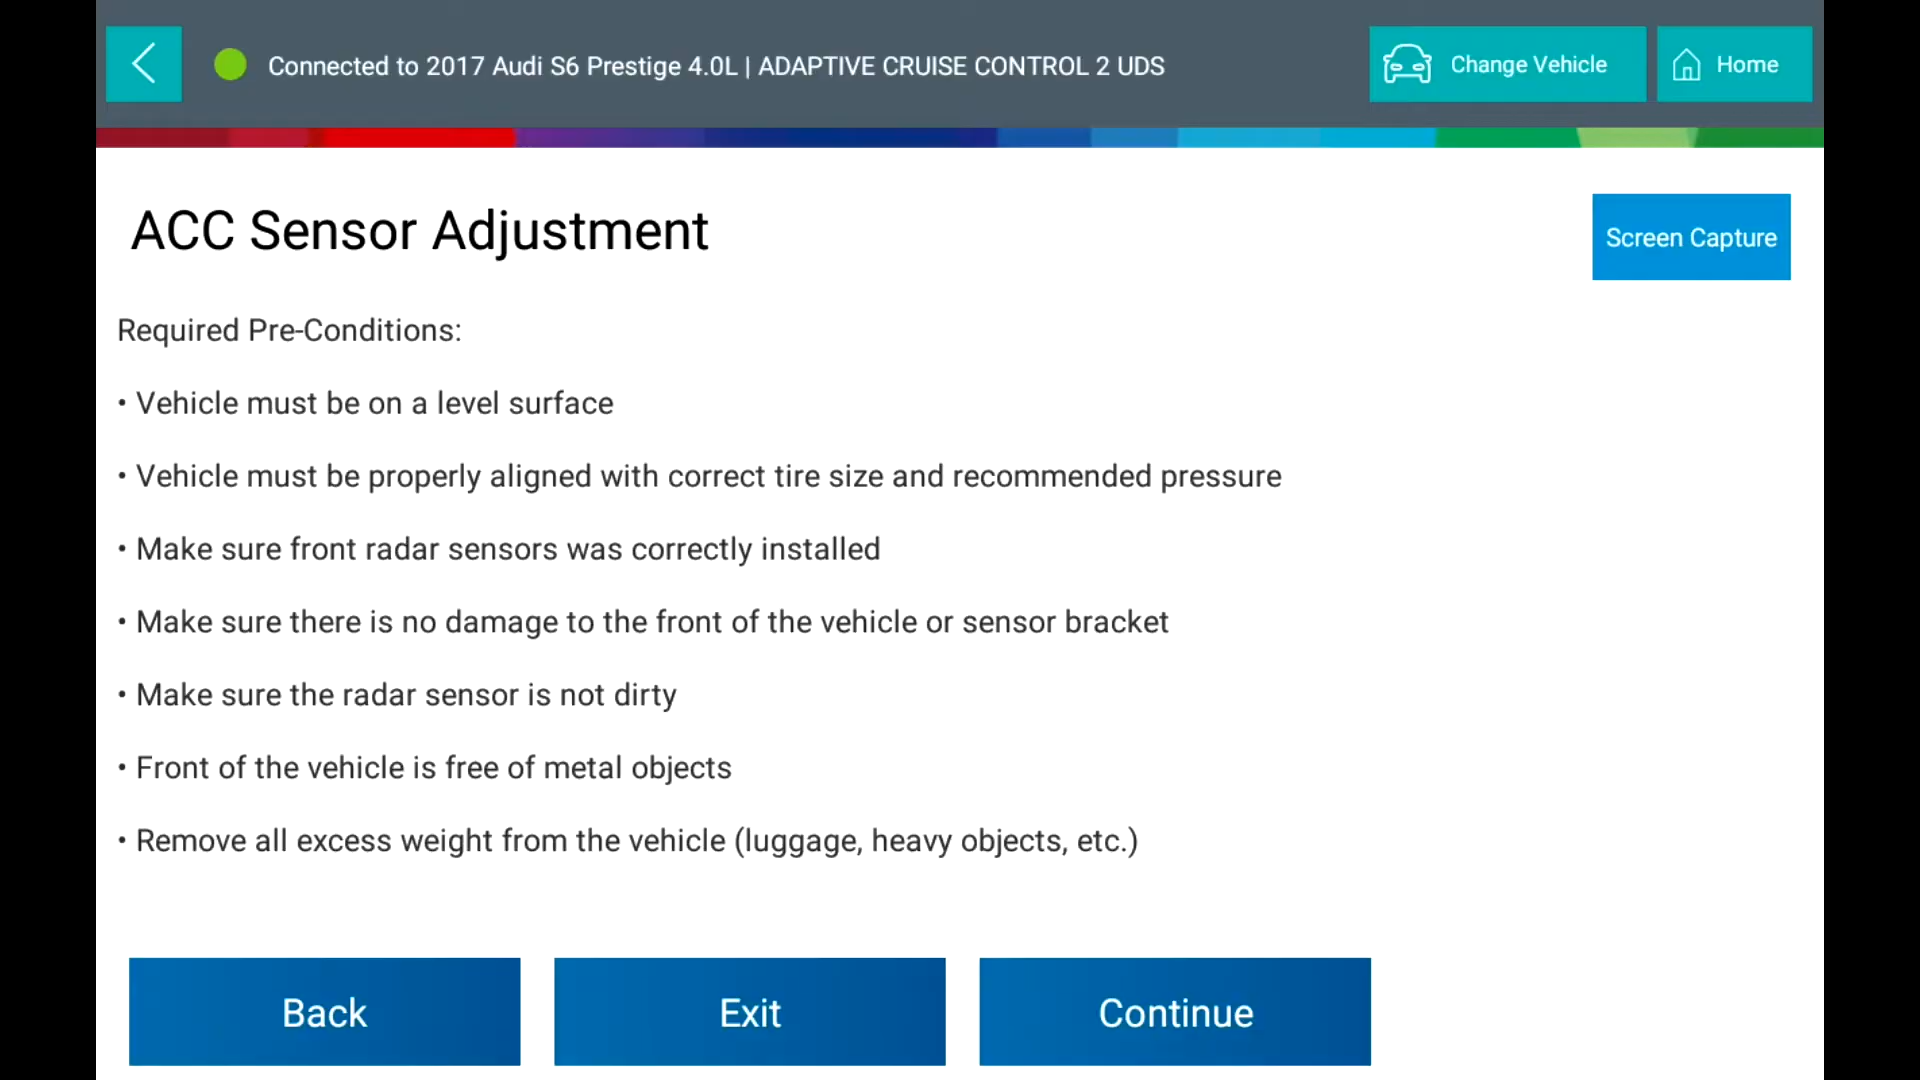 Connected to 2017 Audi S6 Prestige 4.0L | ADAPTIVE CRUISE CONTROL 2 UDS
Change Vehicle
Home
ACC Sensor Adjustment
Screen Capture
Required Pre-Conditions:
• Vehicle must be on a level surface
• Vehicle must be properly aligned with correct tire size and recommended pressure
• Make sure front radar sensors was correctly installed
• Make sure there is no damage to the front of the vehicle or sensor bracket
• Make sure the radar sensor is not dirty
• Front of the vehicle is free of metal objects
• Remove all excess weight from the vehicle (luggage, heavy objects, etc.)
Back
Exit
Continue